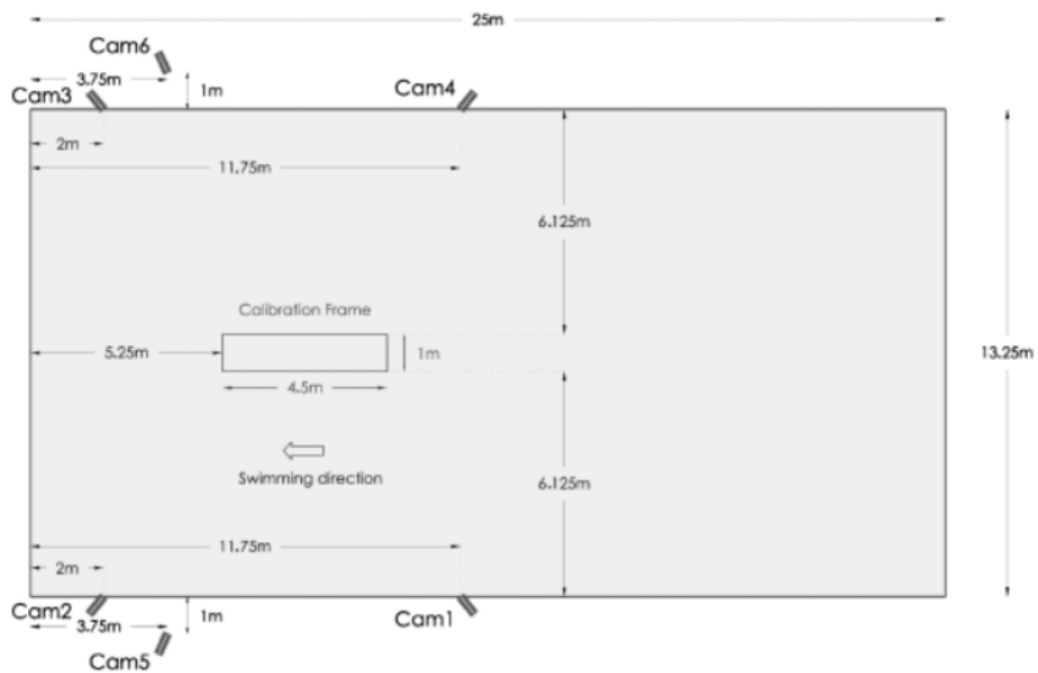 25m
Cam6
3.75m
1m
Cam3
Cam4
2m
11.75m
6.125m
Calibration Frame
5.25m
1m
13.25m
4.5m
Swimming direction
6.125m
11.75m
2m
Cam2
1m
Cam1
3.75m
Cam5